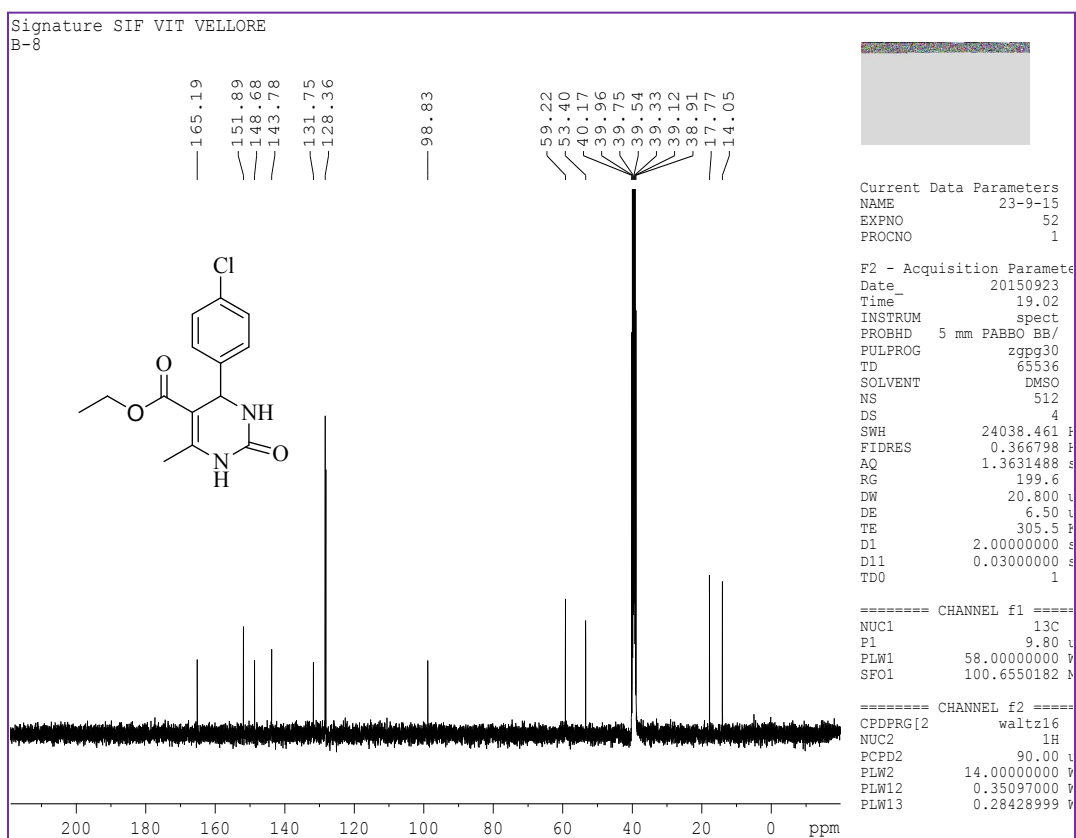 Signature SIF VIT VELLORE
B-8
165.19
151.89
148.68
143.78
131.75
128.36
98.83
59.22
53.40
40.17
39.96
39.75
39.54
39.33
39.12
38.91
17.77
14.05
Cl
O
O
NH
N
H
O
Current Data Parameters
NAME 23-9-15
EXPNO 52
PROCNO 1
F2 - Acquisition Paramete
Date_ 20150923
Time 19.02
INSTRUM spect
PROBHD 5 mm PABBO BB/
PULPROG zgpg30
TD 65536
SOLVENT DMSO
NS 512
DS 4
SWH 24038.461 H
FIDRES 0.366798 H
AQ 1.3631488 s
RG 199.6
DW 20.800 u
DE 6.50 u
TE 305.5 K
D1 2.00000000 s
D11 0.03000000 s
TD0 1
======== CHANNEL f1 =====
NUC1 13C
P1 9.80 u
PLW1 58.00000000 W
SFO1 100.6550182 M
======== CHANNEL f2 =====
CPDPRG[2 waltz16
NUC2 1H
PCPD2 90.00 u
PLW2 14.00000000 W
PLW12 0.35097000 W
PLW13 0.28428999 W
200 180 160 140 120 100 80 60 40 20 0 ppm